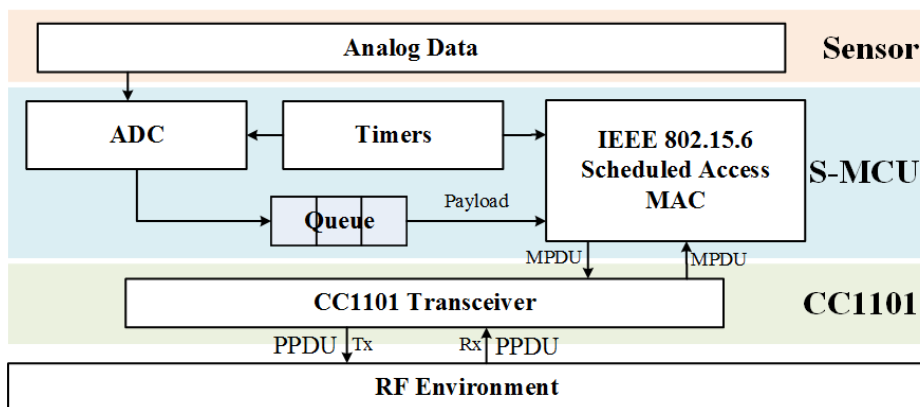 Analog Data
Sensor
ADC
Timers
IEEE 802.15.6
Scheduled Access
MAC
S-MCU
Queue
Payload
MPDU
MPDU
CC1101 Transceiver
CC1101
PPDU
Tx
Rx
PPDU
RF Environment